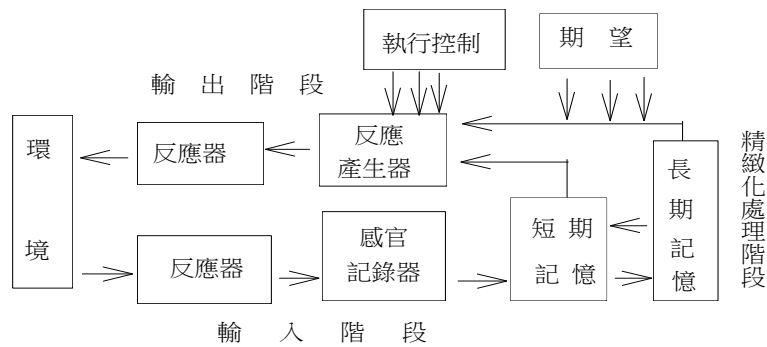 執行控制
期 望
輸 出 階 段
環
境
反應器
反應
產生器
長
期
記
憶
精緻化處理階段
反應器
感官
記錄器
短 期
記 憶
輸 入 階 段